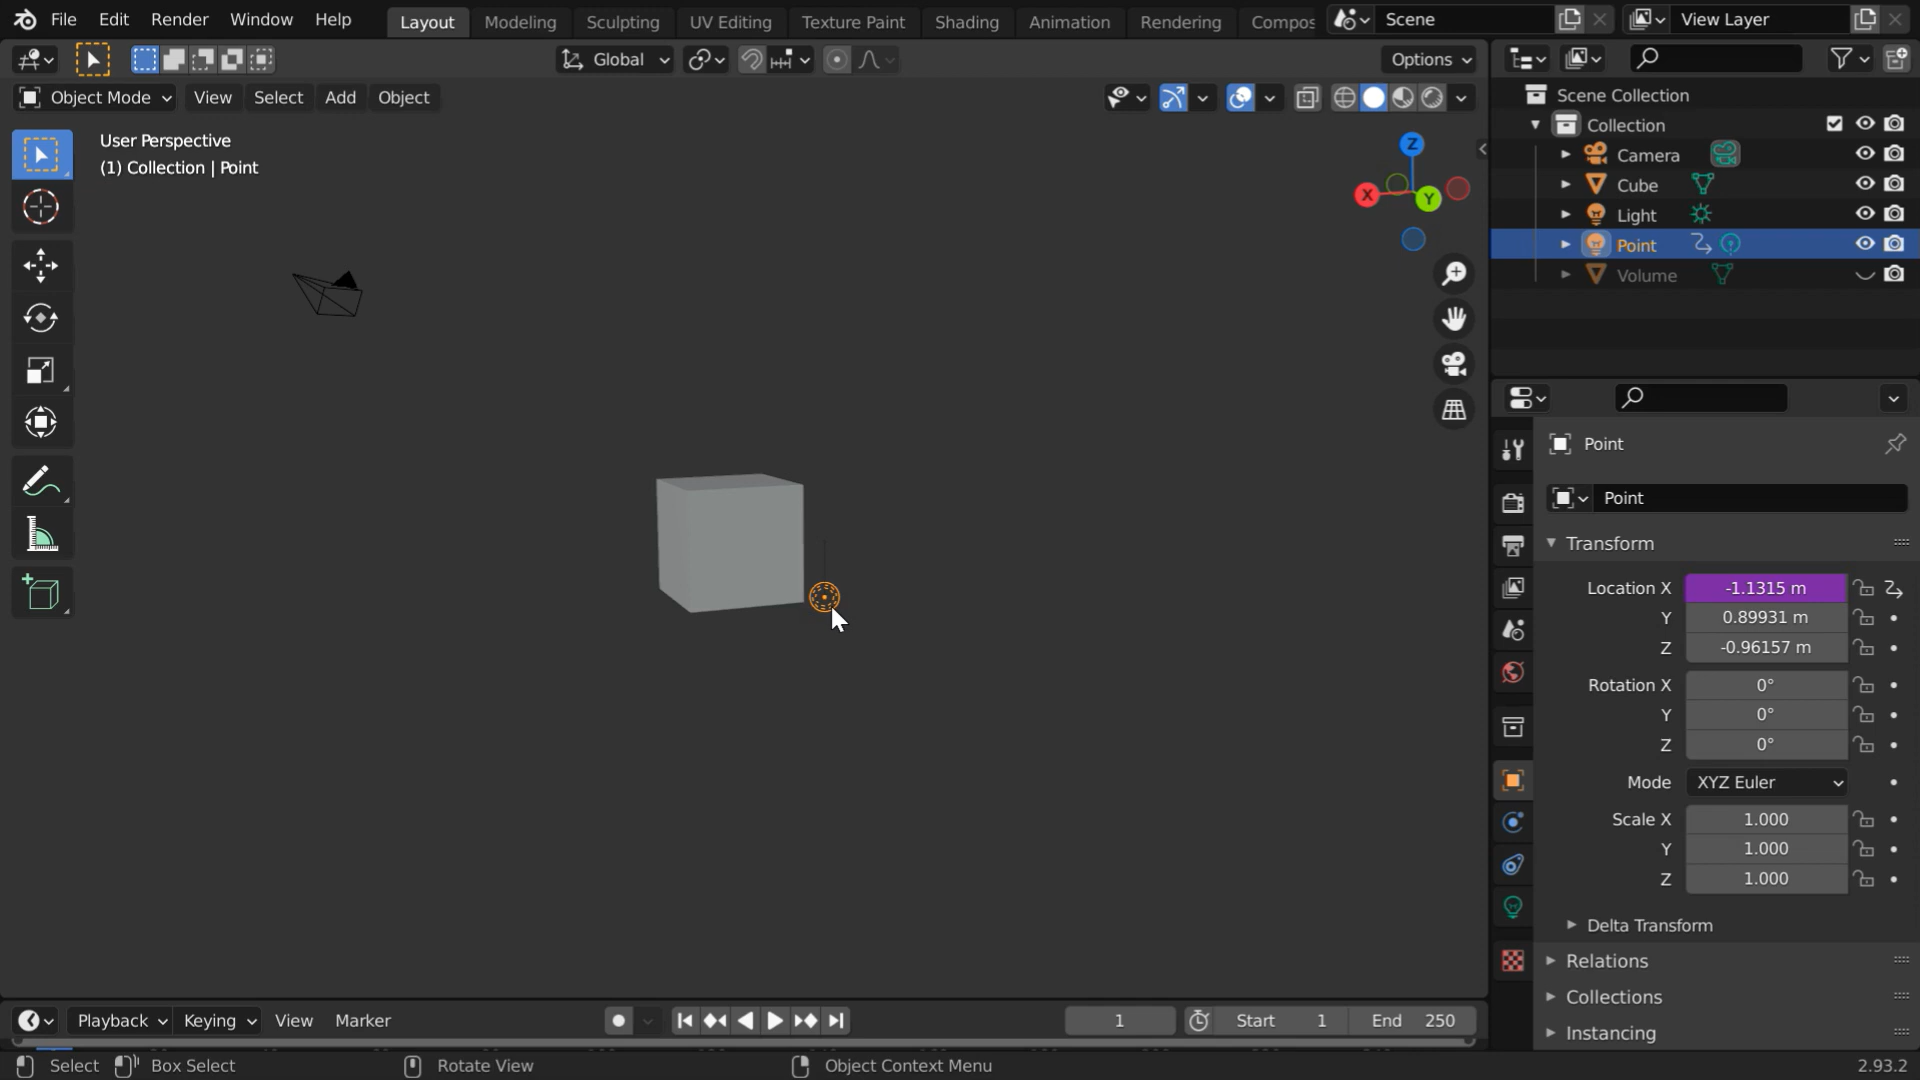 File Edit Render Window Help Layout Modeling Sculpting UV Editing Texture Paint Shading Animation Rendering Compos Scene View Layer
Global Options
Object Mode View Select Add Object
User Perspective
(1) Collection | Point
Z
X
Y
Scene Collection
Collection
Camera
Cube
Light
Point
Volume
Point
Point
Transform
Location X -1.1315 m
Y 0.89931 m
Z -0.96157 m
Rotation X 0°
Y 0°
Z 0°
Mode XYZ Euler
Scale X 1.000
Y 1.000
Z 1.000
Delta Transform
Relations
Collections
Instancing
Playback Keying View Marker 1 Start 1 End 250
Select Box Select Rotate View Object Context Menu 2.93.2